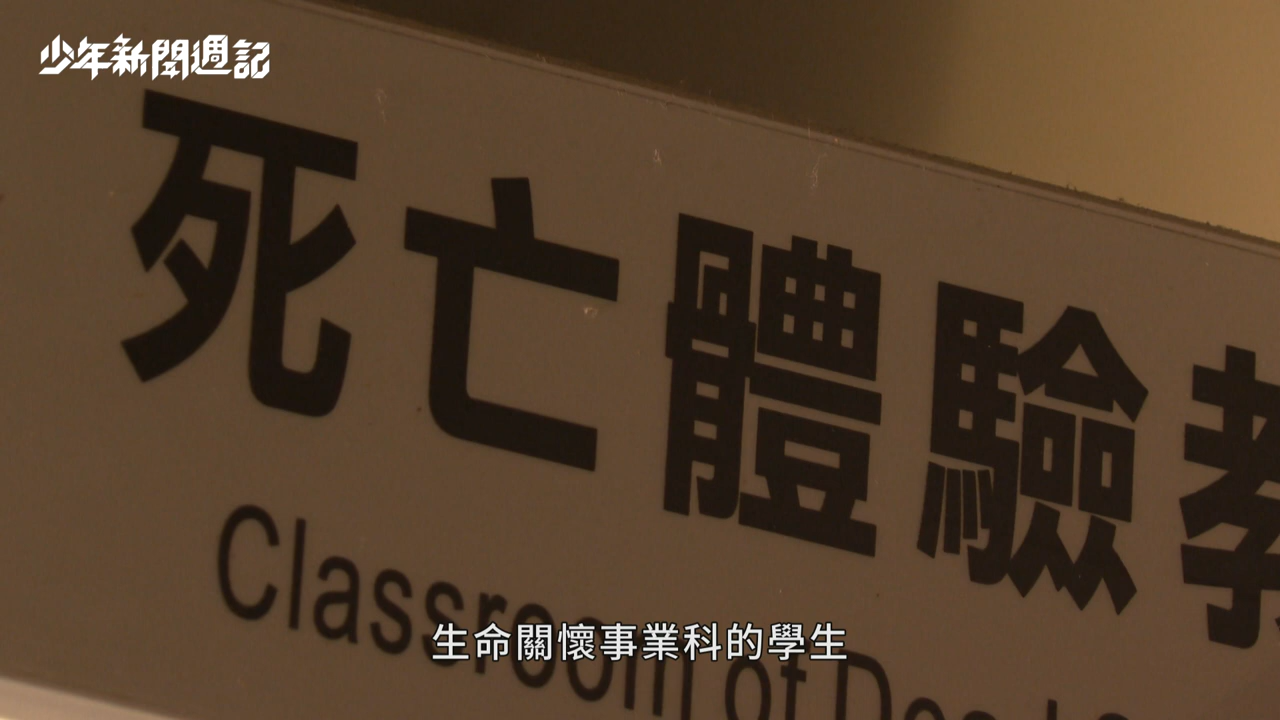 少年新聞週記
死亡體驗教
Classroom of
生命關懷事業科的學生